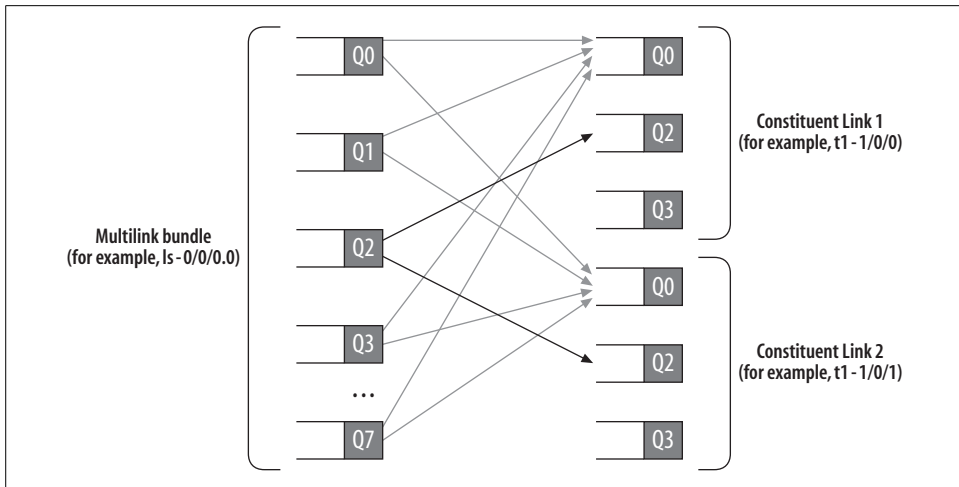 Q0
Q1
Q2
Q3
...
Q7
Multilink bundle
(for example, ls-0/0/0.0)
Q0
Q2
Q3
Constituent Link 1
(for example, t1-1/0/0)
Q0
Q2
Q3
Constituent Link 2
(for example, t1-1/0/1)